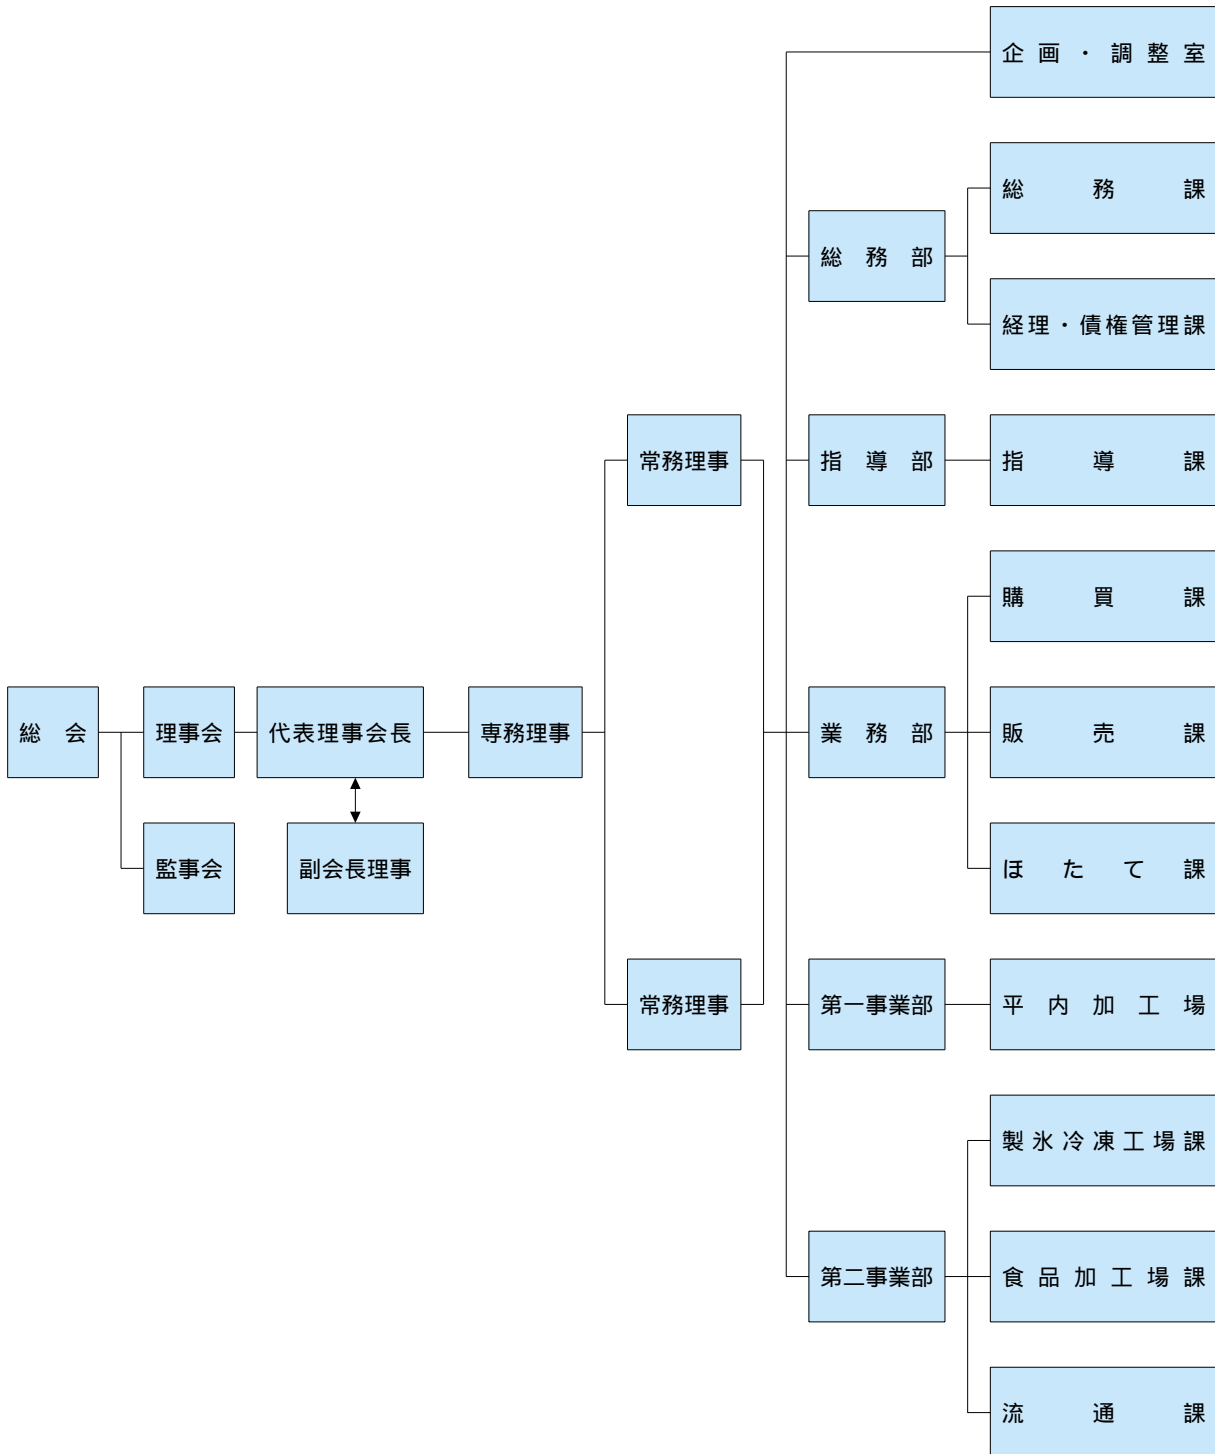 企画・調整室
総務課
総務部
経理・債権管理課
常務理事
指導部
指導課
購買課
総会
理事会
代表理事会長
専務理事
業務部
販売課
監事会
副会長理事
ほたて課
常務理事
第一事業部
平内加工場
製氷冷凍工場課
第二事業部
食品加工場課
流通課